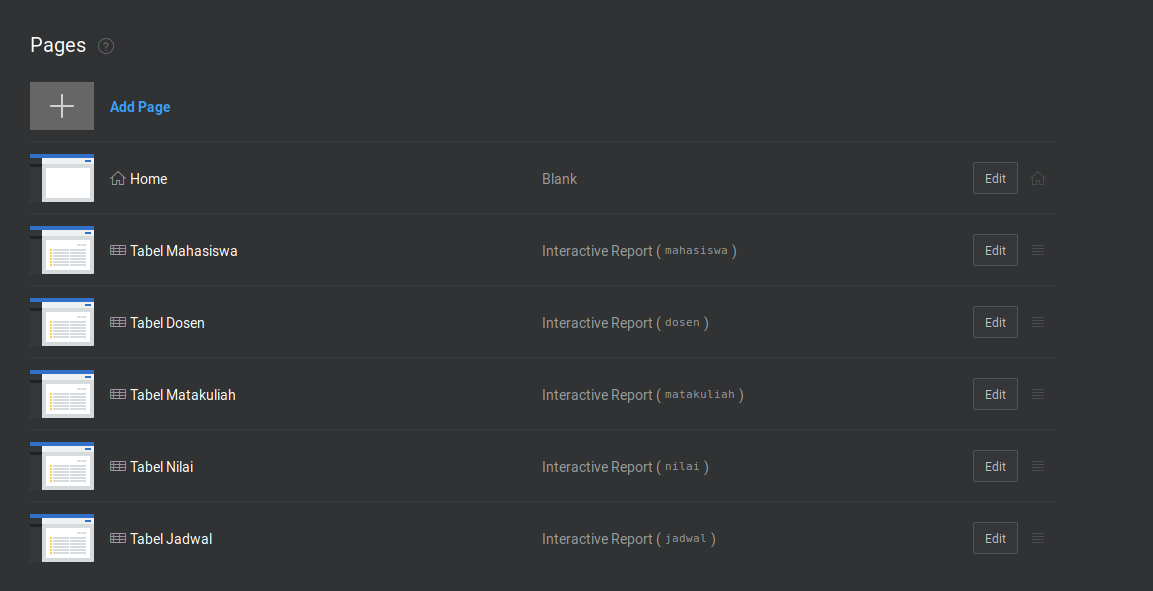 Pages ?
Add Page
Home Blank Edit
Tabel Mahasiswa Interactive Report ( mahasiswa ) Edit
Tabel Dosen Interactive Report ( dosen ) Edit
Tabel Matakuliah Interactive Report ( matakuliah ) Edit
Tabel Nilai Interactive Report ( nilai ) Edit
Tabel Jadwal Interactive Report ( jadwal ) Edit